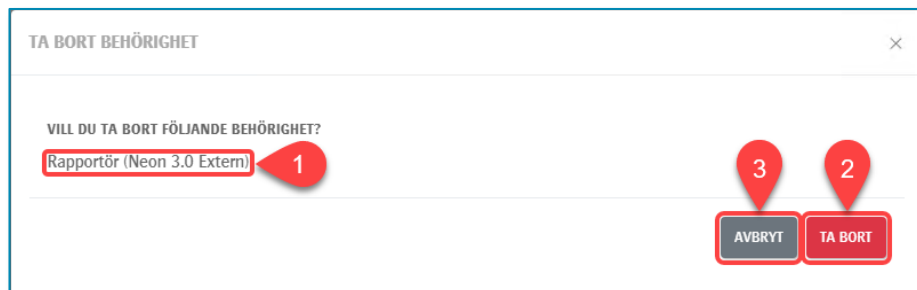 TA BORT BEHÖRIGHET
×
VILL DU TA BORT FÖLJANDE BEHÖRIGHET?
Rapportör (Neon 3.0 Extern)
1
3
2
AVBRYT
TA BORT